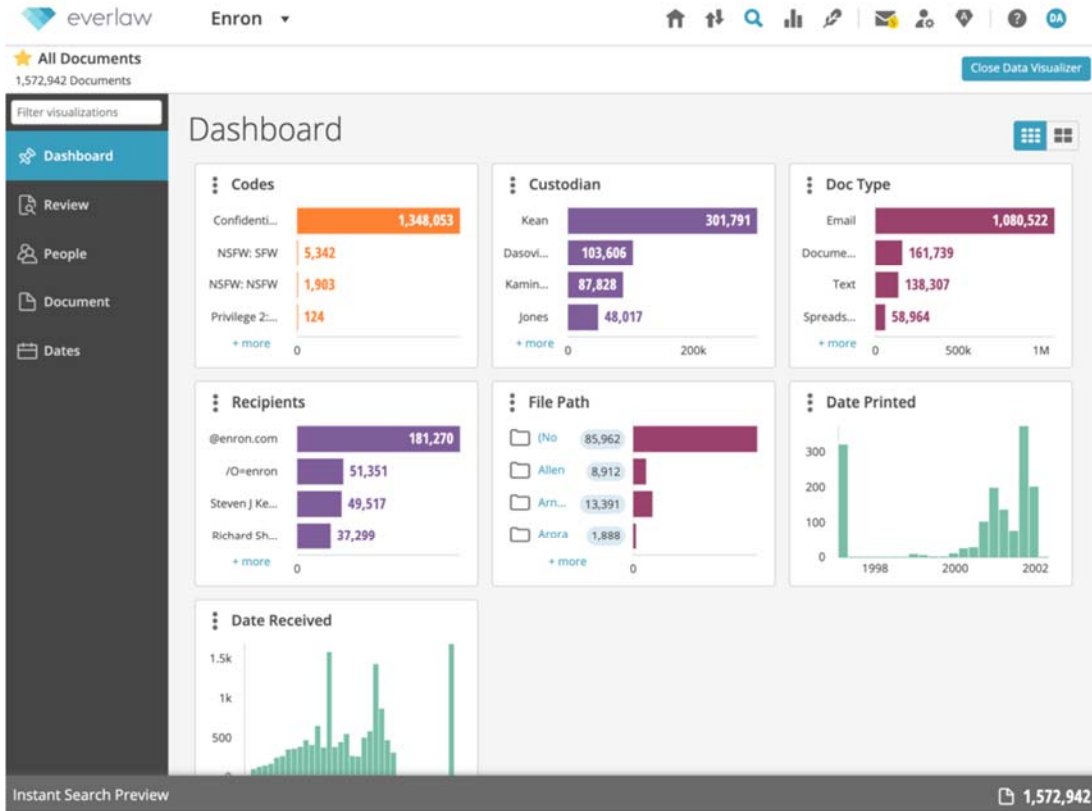 everlaw
Enron
DA
All Documents
1,572,942 Documents
Close Data Visualizer
Filter visualizations
Dashboard
Review
People
Document
Dates
Dashboard
Codes
Confidenti... 1,348,053
NSFW: SFW 5,342
NSFW: NSFW 1,903
Privilege 2:... 124
+ more 0
Custodian
Kean 301,791
Dasovi... 103,606
Kamin... 87,828
Jones 48,017
+ more 0 200k
Doc Type
Email 1,080,522
Docume... 161,739
Text 138,307
Spreads... 58,964
+ more 0 500k 1M
Recipients
@enron.com 181,270
/O=enron 51,351
Steven J Ke... 49,517
Richard Sh... 37,299
+ more 0
File Path
(No 85,962
Allen 8,912
Arn... 13,391
Arora 1,888
+ more 0
Date Printed
300
200
100
0
1998 2000 2002
Date Received
1.5k
1k
500
Instant Search Preview 1,572,942